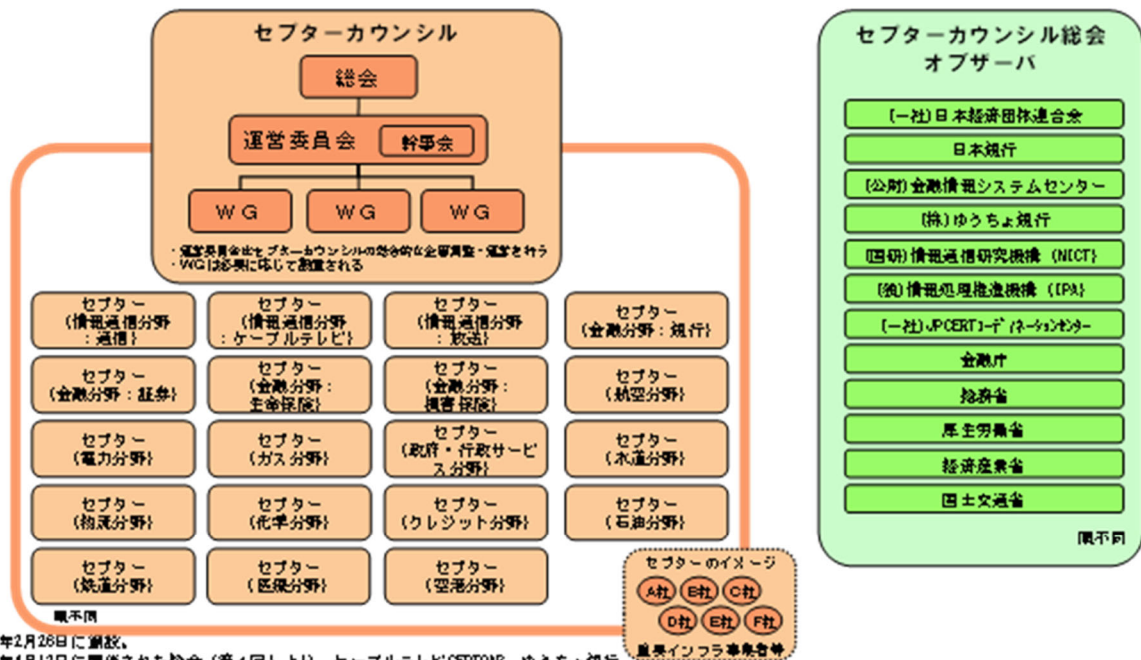 セプターカウンシル
総会
運営委員会
幹事会
WG
WG
WG
・運営委員会はセプターカウンシルの総合的な企画調整・運営を行う
・WGは必要に応じて設置される
セプター
(情報通信分野
:通信)
セプター
(情報通信分野
:ケーブルテレビ)
セプター
(情報通信分野
:放送)
セプター
(金融分野:銀行)
セプター
(金融分野:証券)
セプター
(金融分野:
生命保険)
セプター
(金融分野:
損害保険)
セプター
(航空分野)
セプター
(電力分野)
セプター
(ガス分野)
セプター
(政府・行政サービ
ス分野)
セプター
(水道分野)
セプター
(物流分野)
セプター
(化学分野)
セプター
(クレジット分野)
セプター
(石油分野)
セプター
(鉄道分野)
セプター
(医療分野)
セプター
(空港分野)
セプターのイメージ
A社 B社 C社
D社 E社 F社
重要インフラ事業者等
順不同
年2月26日に創設。
セプターカウンシル総会
オブザーバ
(一社)日本経済団体連合会
日本銀行
(公財)金融情報システムセンター
(株)ゆうちょ銀行
(国研)情報通信研究機構(NICT)
(独)情報処理推進機構(IPA)
(一社)JPCERTコーディネーションセンター
金融庁
総務省
厚生労働省
経済産業省
国土交通省
順不同